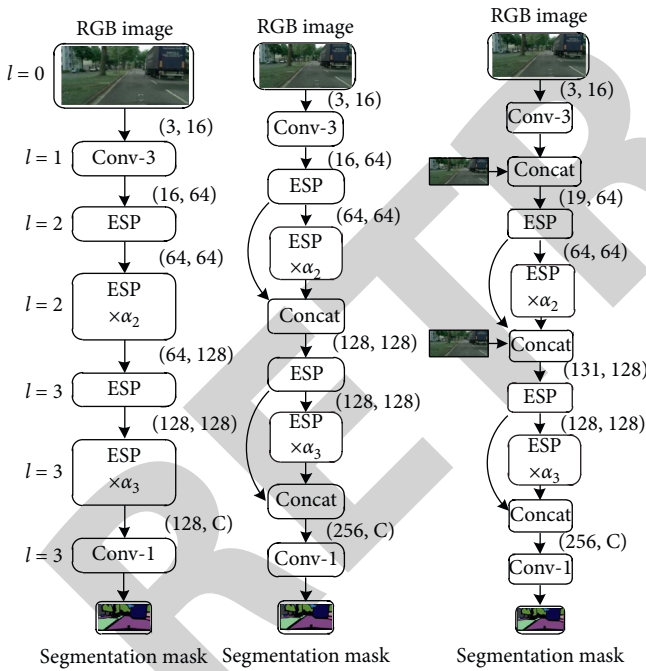 RGB image
l = 0
(3, 16)
l = 1
Conv-3
(16, 64)
l = 2
ESP
(64, 64)
l = 2
ESP
×α₂
(64, 128)
l = 3
ESP
(128, 128)
l = 3
ESP
×α₃
(128, C)
l = 3
Conv-1
Segmentation mask
RGB image
(3, 16)
Conv-3
(16, 64)
ESP
(64, 64)
ESP
×α₂
Concat
(128, 128)
ESP
(128, 128)
ESP
×α₃
Concat
(256, C)
Conv-1
Segmentation mask
RGB image
(3, 16)
Conv-3
Concat
(19, 64)
ESP
(64, 64)
ESP
×α₂
Concat
(131, 128)
ESP
(128, 128)
ESP
×α₃
Concat
(256, C)
Conv-1
Segmentation mask
RETR